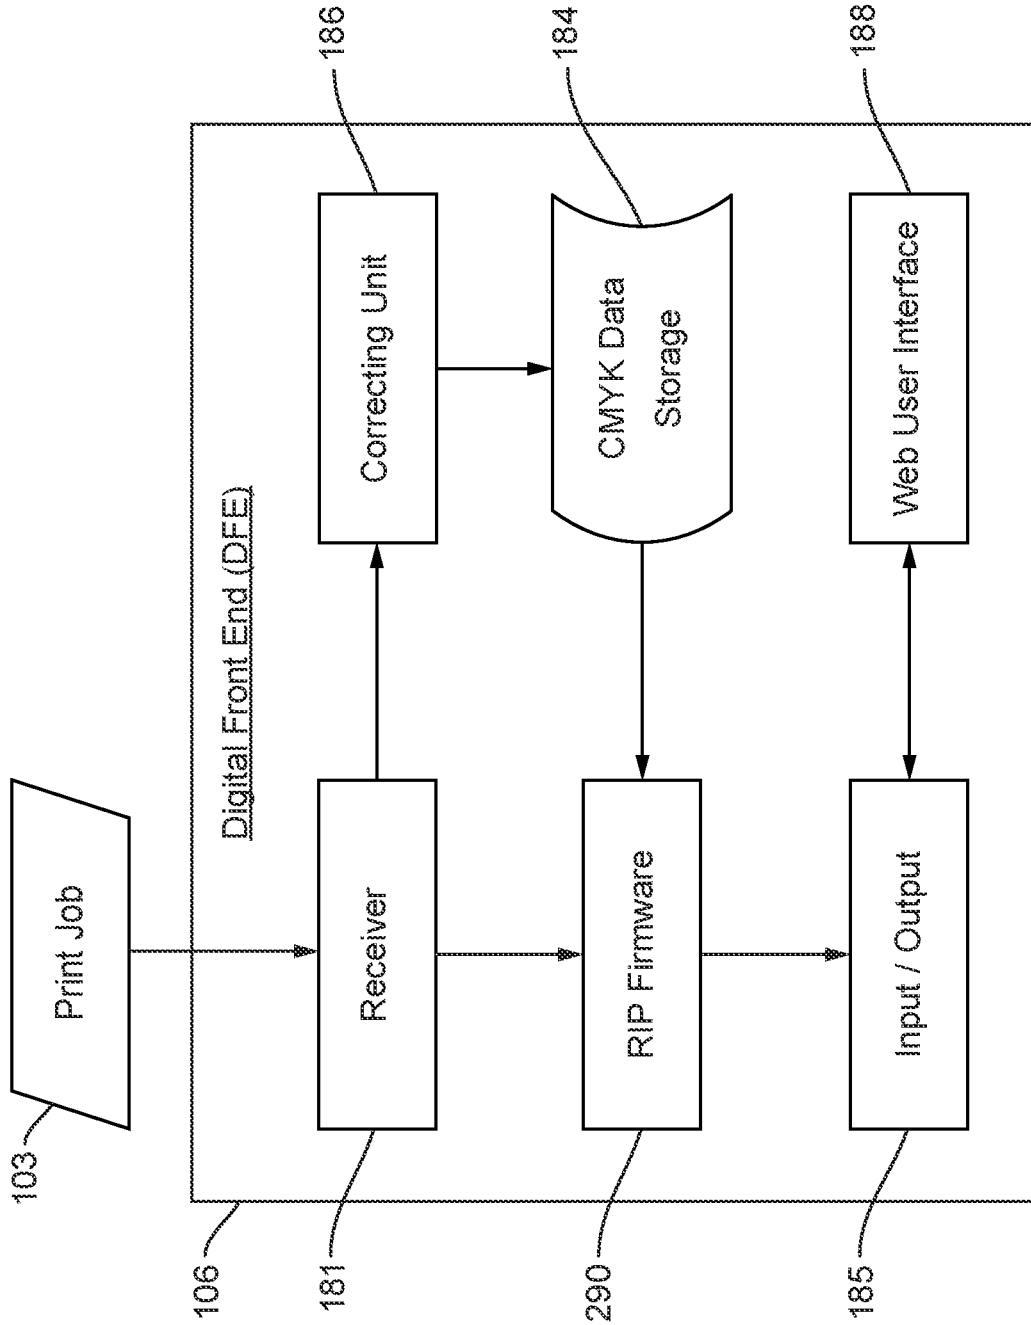 103
Print Job
106
Digital Front End (DFE)
181
Receiver
Correcting Unit
186
290
RIP Firmware
CMYK Data
Storage
184
185
Input / Output
Web User Interface
188